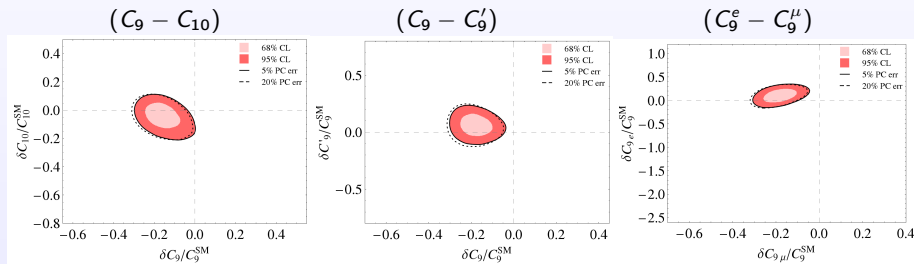 (C₉ − C₁₀)
0.4
0.2
0.0
−0.2
−0.4
−0.6
−0.8
δC₁₀/C₁₀^SM
68% CL
95% CL
5% PC err
20% PC err
−0.6 −0.4 −0.2 0.0 0.2 0.4
δC₉/C₉^SM
(C₉ − C₉′)
0.5
0.0
−0.5
δC′₉/C₉^SM
68% CL
95% CL
5% PC err
20% PC err
−0.6 −0.4 −0.2 0.0 0.2 0.4
δC₉/C₉^SM
(C₉^e − C₉^μ)
1.0
0.5
0.0
−0.5
−1.0
−1.5
−2.0
−2.5
δC₉ₑ/C₉^SM
68% CL
95% CL
5% PC err
20% PC err
−0.6 −0.4 −0.2 0.0 0.2 0.4
δC₉ μ/C₉^SM